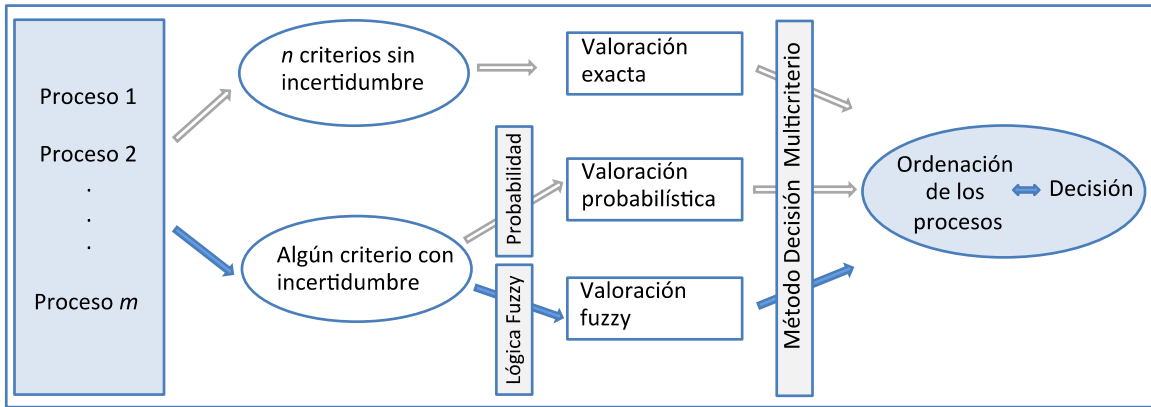 Proceso 1
Proceso 2
.
.
.
Proceso m
n criterios sin
incertidumbre
Algún criterio con
incertidumbre
Probabilidad
Lógica Fuzzy
Valoración
exacta
Valoración
probabilística
Valoración
fuzzy
Método Decisión Multicriterio
Ordenación
de los
procesos
Decisión